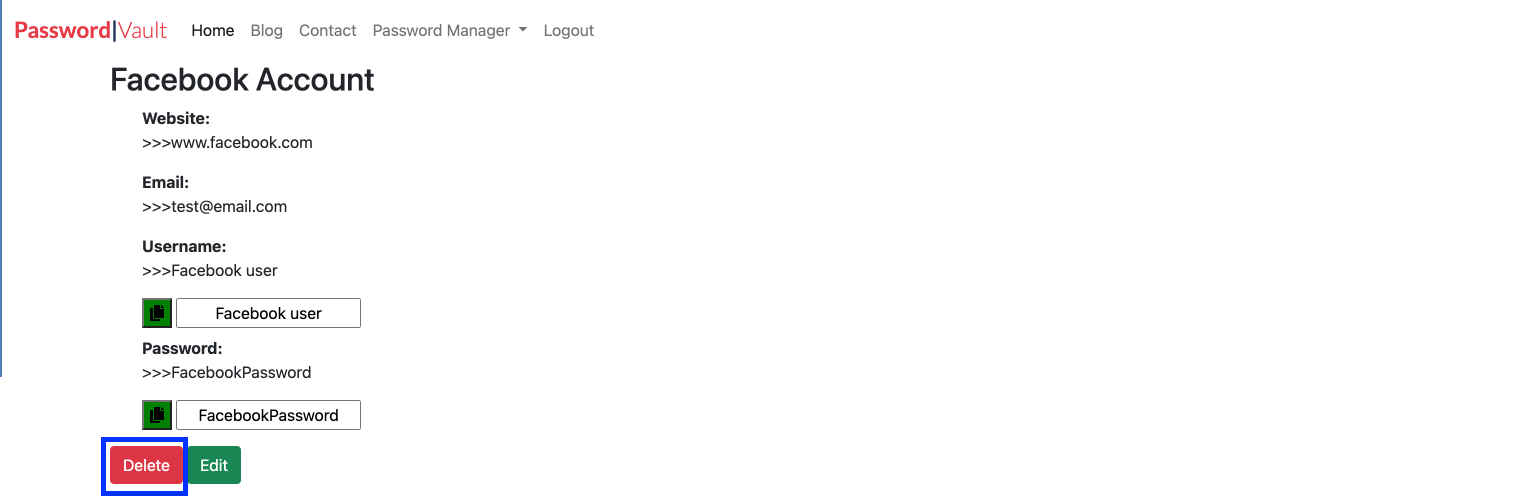 Password|Vault Home Blog Contact Password Manager Logout
Facebook Account
Website:
>>>www.facebook.com
Email:
>>>test@email.com
Username:
>>>Facebook user
Facebook user
Password:
>>>FacebookPassword
FacebookPassword
Delete Edit